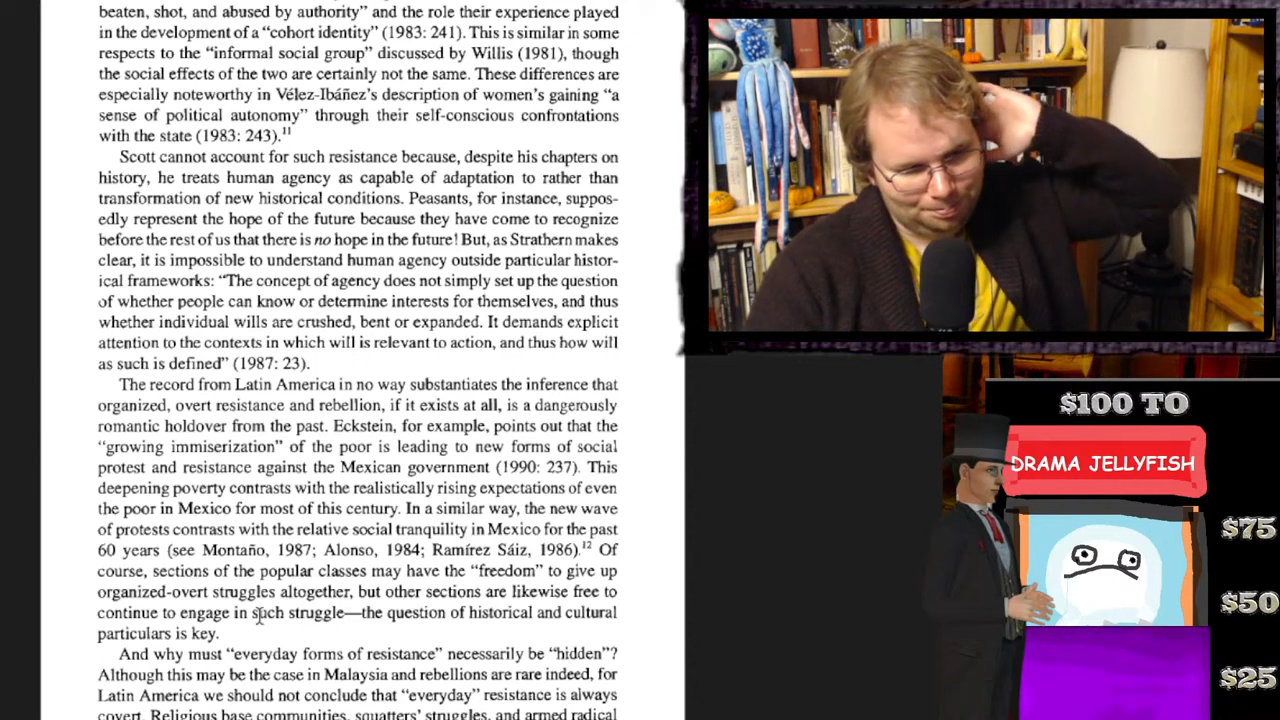 beaten, shot, and abused by authority” and the role their experience played
in the development of a “cohort identity” (1983: 241). This is similar in some
respects to the “informal social group” discussed by Willis (1981), though
the social effects of the two are certainly not the same. These differences are
especially noteworthy in Vélez-Ibáñez’s description of women’s gaining “a
sense of political autonomy” through their self-conscious confrontations
with the state (1983: 243).11
Scott cannot account for such resistance because, despite his chapters on
history, he treats human agency as capable of adaptation to rather than
transformation of new historical conditions. Peasants, for instance, suppos-
edly represent the hope of the future because they have come to recognize
before the rest of us that there is no hope in the future! But, as Strathern makes
clear, it is impossible to understand human agency outside particular histor-
ical frameworks: “The concept of agency does not simply set up the question
of whether people can know or determine interests for themselves, and thus
whether individual wills are crushed, bent or expanded. It demands explicit
attention to the contexts in which will is relevant to action, and thus how will
as such is defined” (1987: 23).
The record from Latin America in no way substantiates the inference that
organized, overt resistance and rebellion, if it exists at all, is a dangerously
romantic holdover from the past. Eckstein, for example, points out that the
“growing immiserization” of the poor is leading to new forms of social
protest and resistance against the Mexican government (1990: 237). This
deepening poverty contrasts with the realistically rising expectations of even
the poor in Mexico for most of this century. In a similar way, the new wave
of protests contrasts with the relative social tranquility in Mexico for the past
60 years (see Montaño, 1987; Alonso, 1984; Ramírez Sáiz, 1986).12 Of
course, sections of the popular classes may have the “freedom” to give up
organized-overt struggles altogether, but other sections are likewise free to
continue to engage in such struggle—the question of historical and cultural
particulars is key.
And why must “everyday forms of resistance” necessarily be “hidden”?
Although this may be the case in Malaysia and rebellions are rare indeed, for
Latin America we should not conclude that “everyday” resistance is always
covert. Religious base communities, squatters’ struggles, and armed radical
$100 TO
DRAMA JELLYFISH
$75
$50
$25